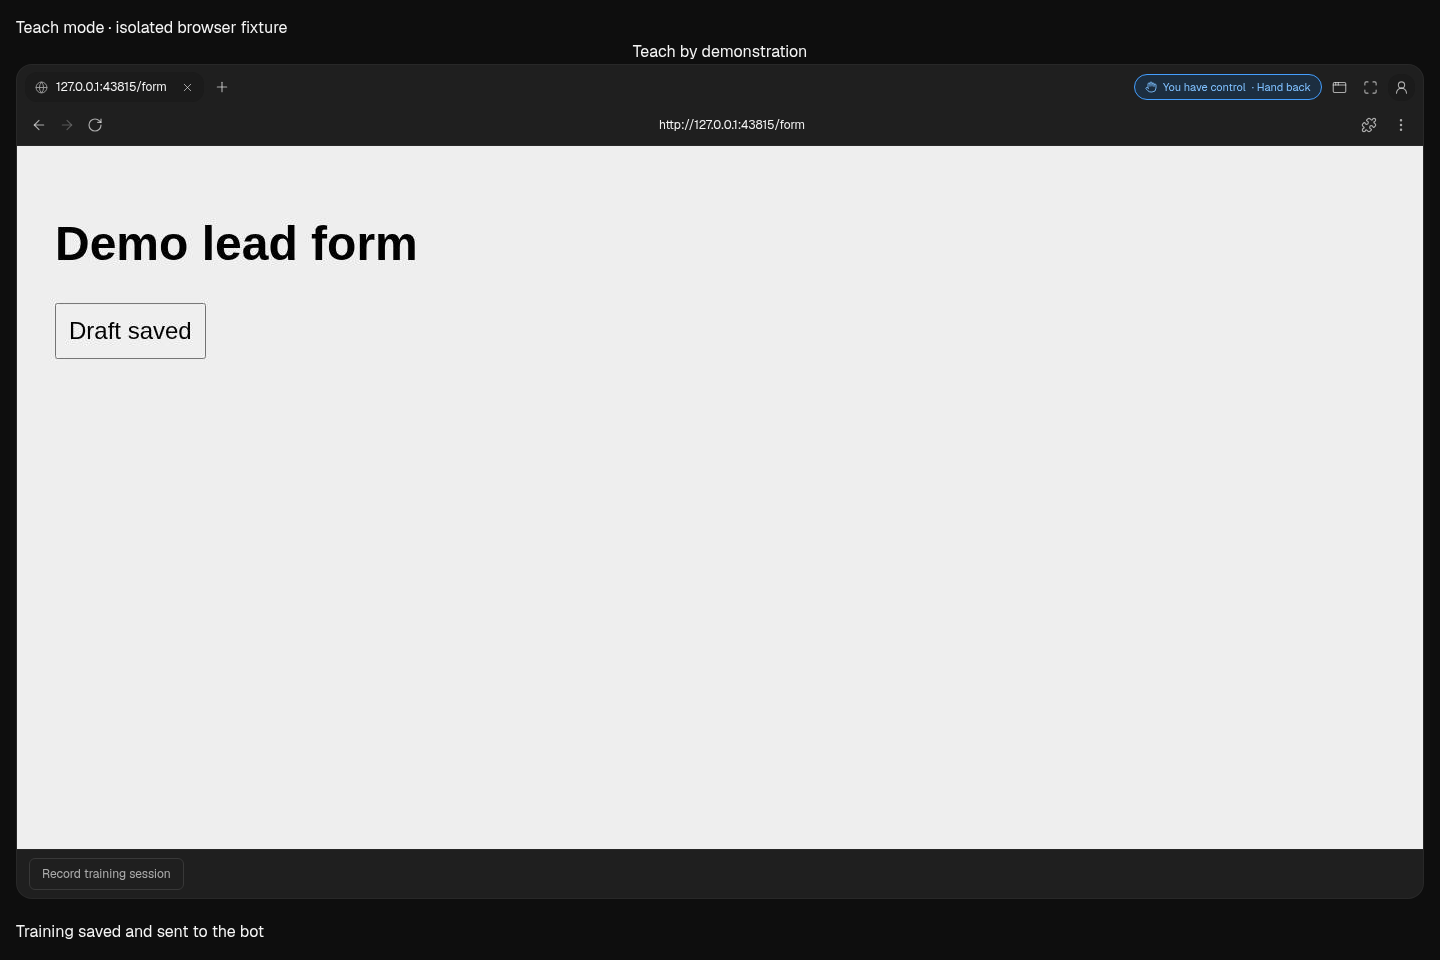 Teach mode · isolated browser fixture
Teach by demonstration
127.0.0.1:43815/form
You have control · Hand back
http://127.0.0.1:43815/form
Demo lead form
Draft saved
Record training session
Training saved and sent to the bot